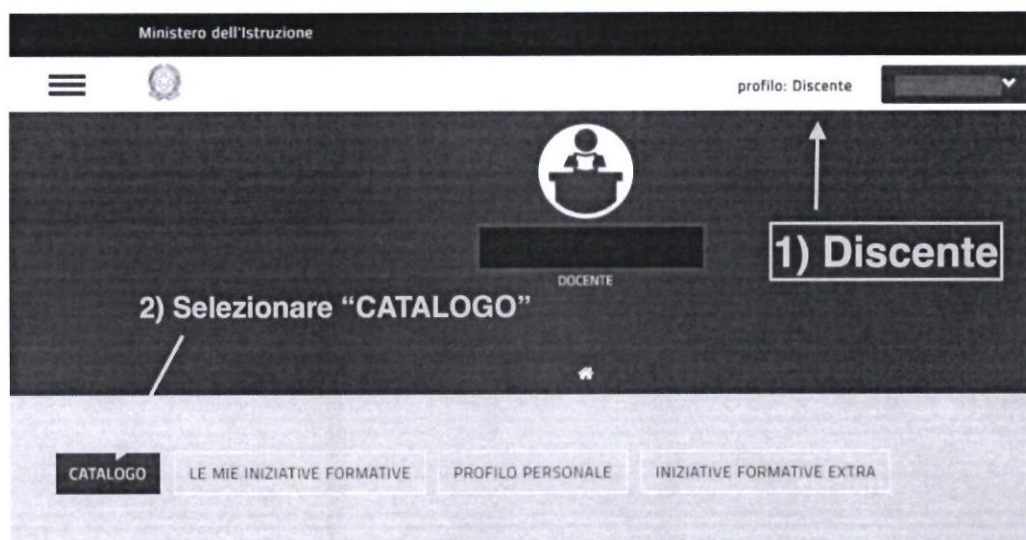 Ministero dell'Istruzione
profilo: Discente
1) Discente
DOCENTE
2) Selezionare “CATALOGO”
CATALOGO
LE MIE INIZIATIVE FORMATIVE
PROFILO PERSONALE
INIZIATIVE FORMATIVE EXTRA